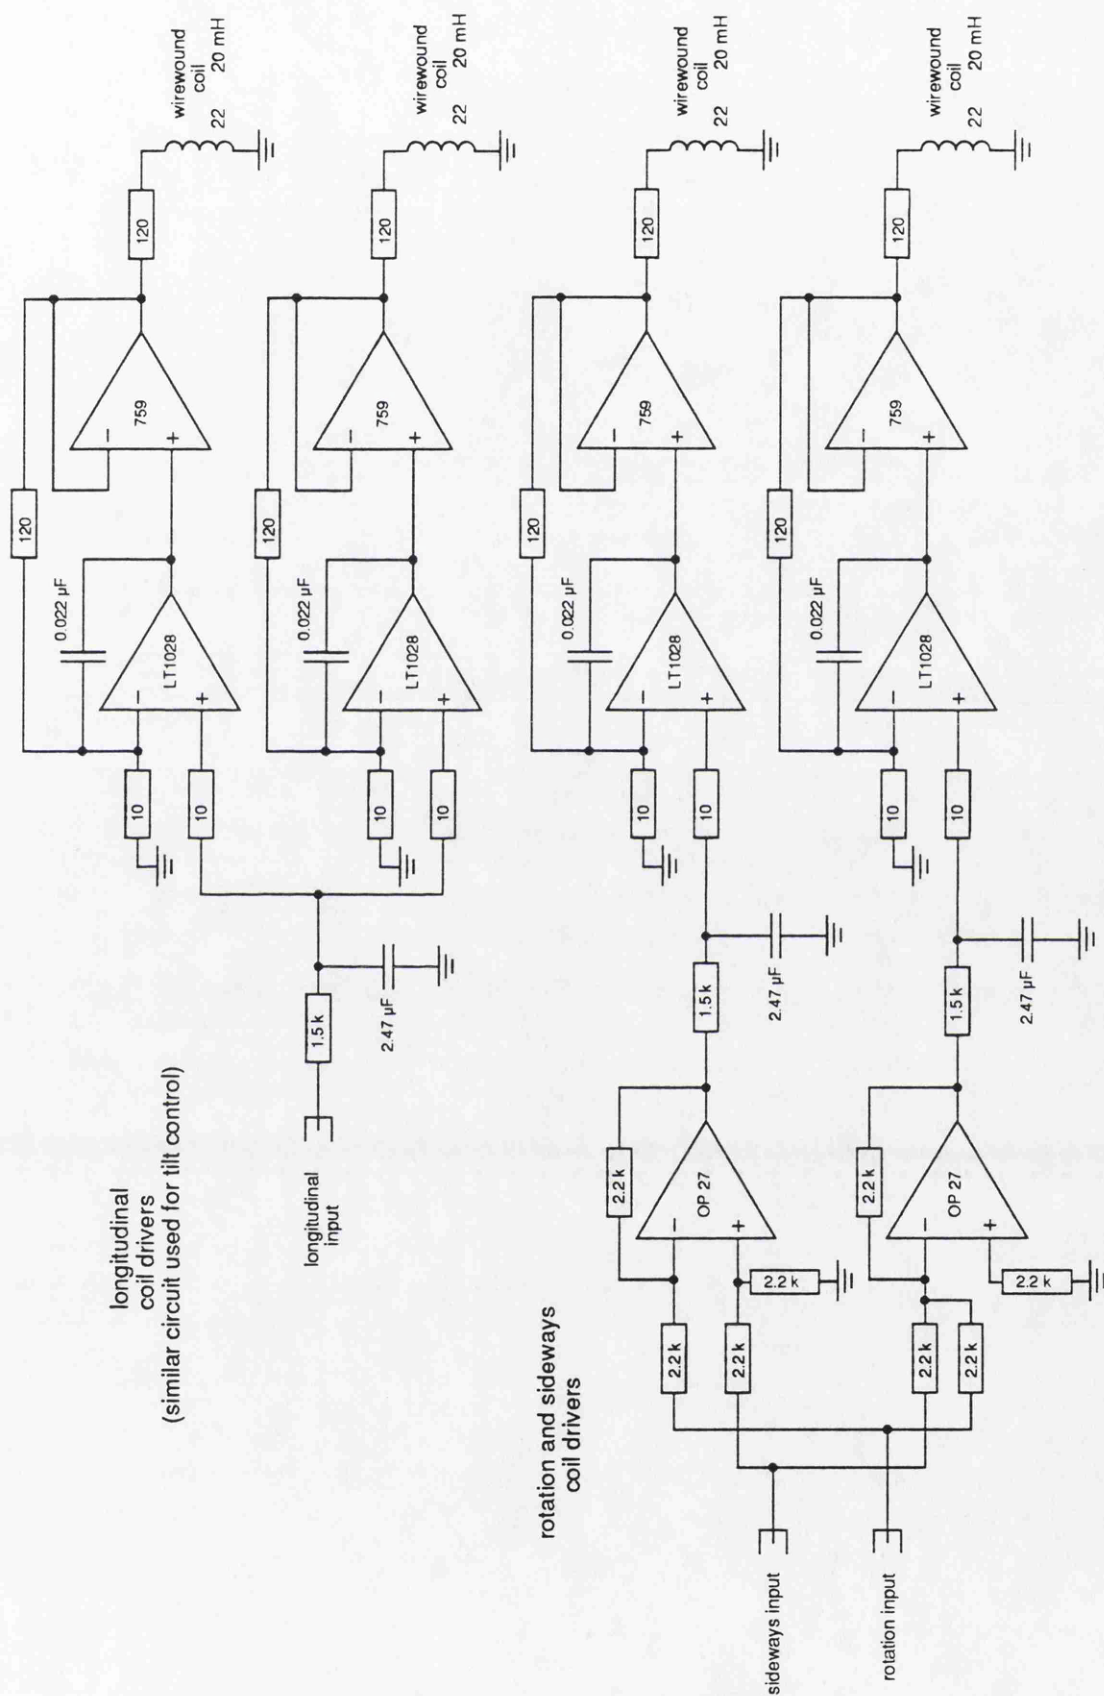 longitudinal
coil drivers
(similar circuit used for tilt control)
longitudinal
input
1.5 k
2.47 µF
10
10
0.022 µF
LT1028
−
+
120
759
−
+
120
wirewound
coil
22 20 mH
10
10
0.022 µF
LT1028
−
+
120
759
−
+
120
wirewound
coil
22 20 mH
rotation and sideways
coil drivers
sideways input
rotation input
2.2 k
2.2 k
2.2 k
2.2 k
OP 27
−
+
1.5 k
2.47 µF
10
10
0.022 µF
LT1028
−
+
120
759
−
+
120
wirewound
coil
22 20 mH
2.2 k
2.2 k
2.2 k
2.2 k
OP 27
−
+
1.5 k
2.47 µF
10
10
0.022 µF
LT1028
−
+
120
759
−
+
120
wirewound
coil
22 20 mH